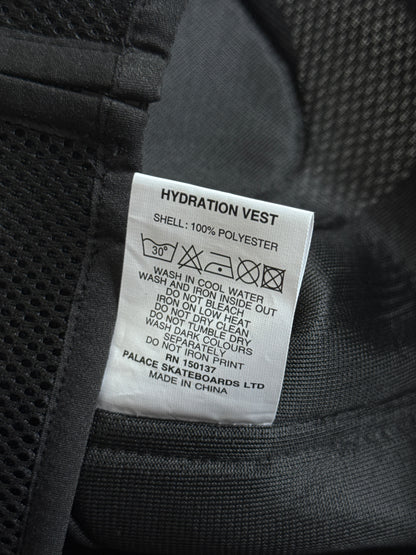 HYDRATION VEST
SHELL: 100% POLYESTER
30°
WASH IN COOL WATER
WASH AND IRON INSIDE OUT
DO NOT BLEACH
IRON ON LOW HEAT
DO NOT DRY CLEAN
DO NOT TUMBLE DRY
WASH DARK COLOURS
SEPARATELY
DO NOT IRON PRINT
RN 150137
PALACE SKATEBOARDS LTD
MADE IN CHINA